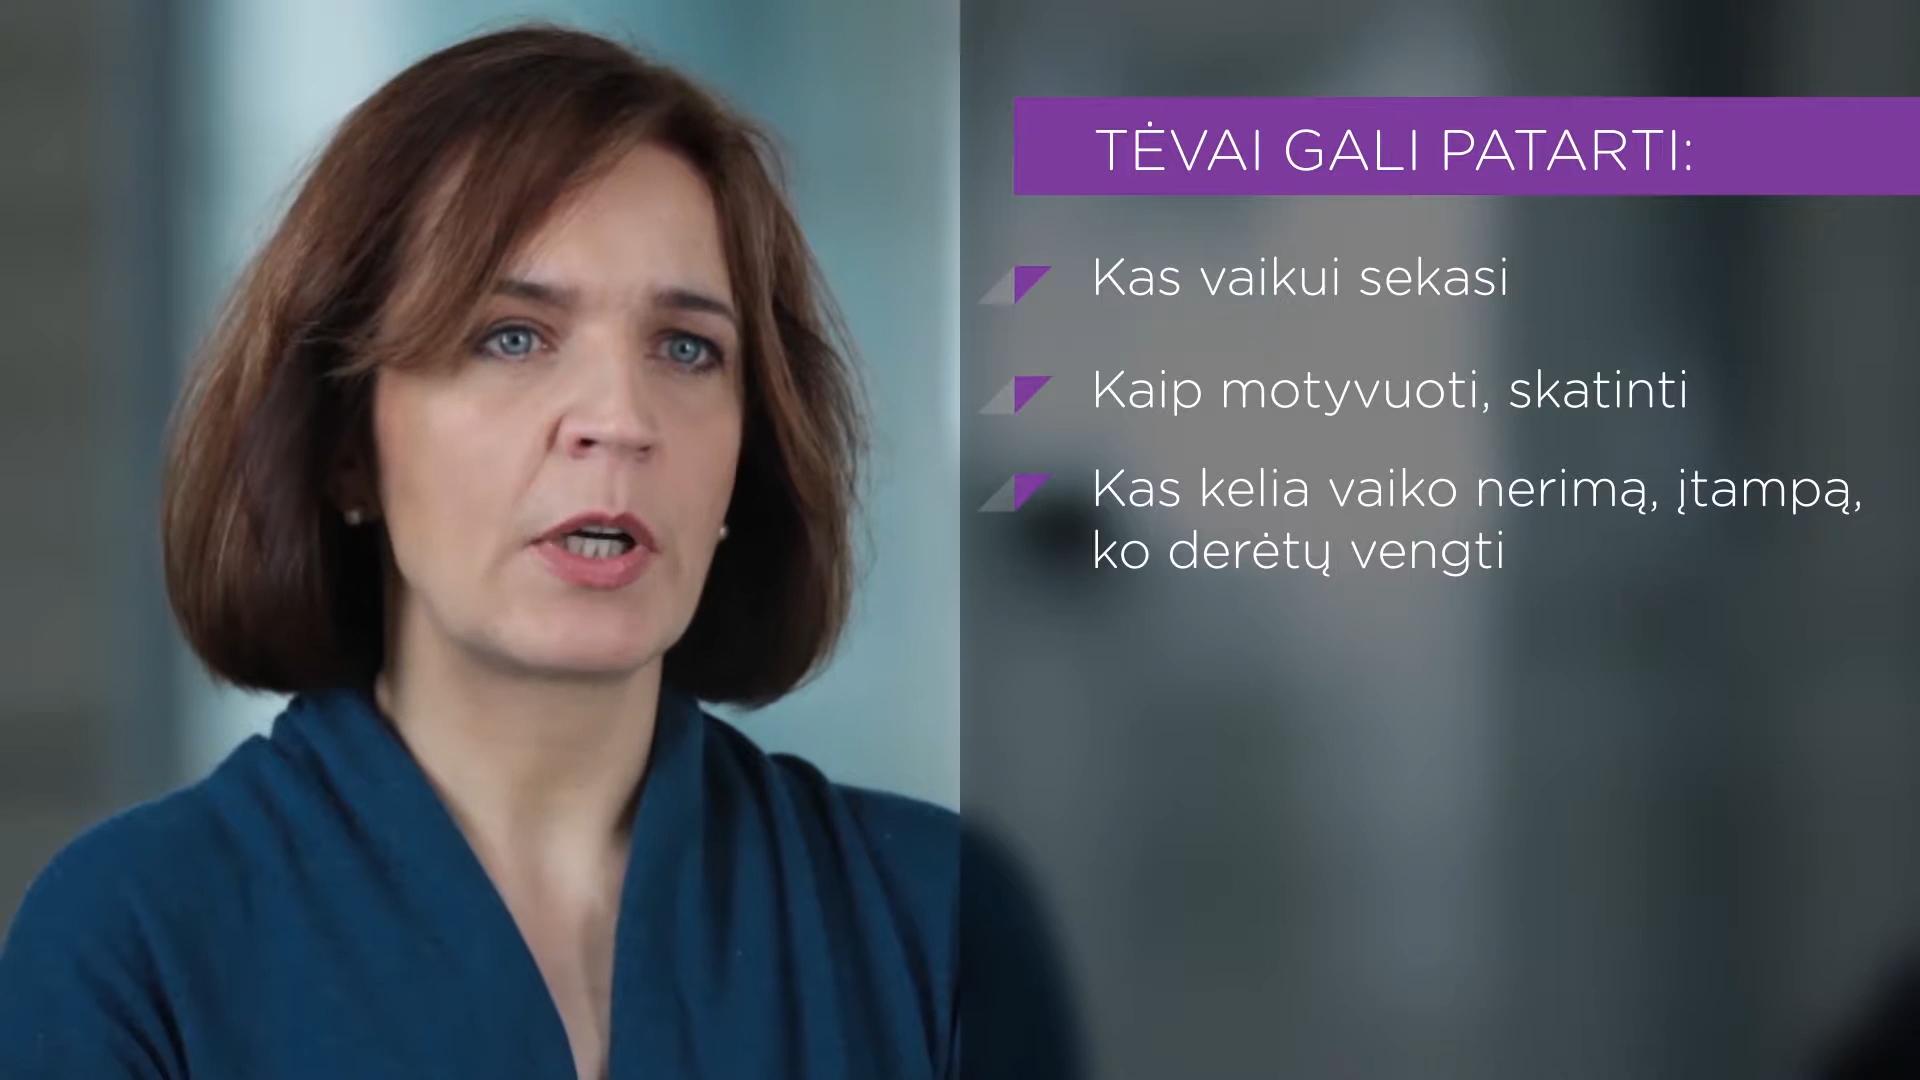 TĖVAI GALI PATARTI:
Kas vaikui sekasi
Kaip motyvuoti, skatinti
Kas kelia vaiko nerimą, įtampą,
ko derėtų vengti